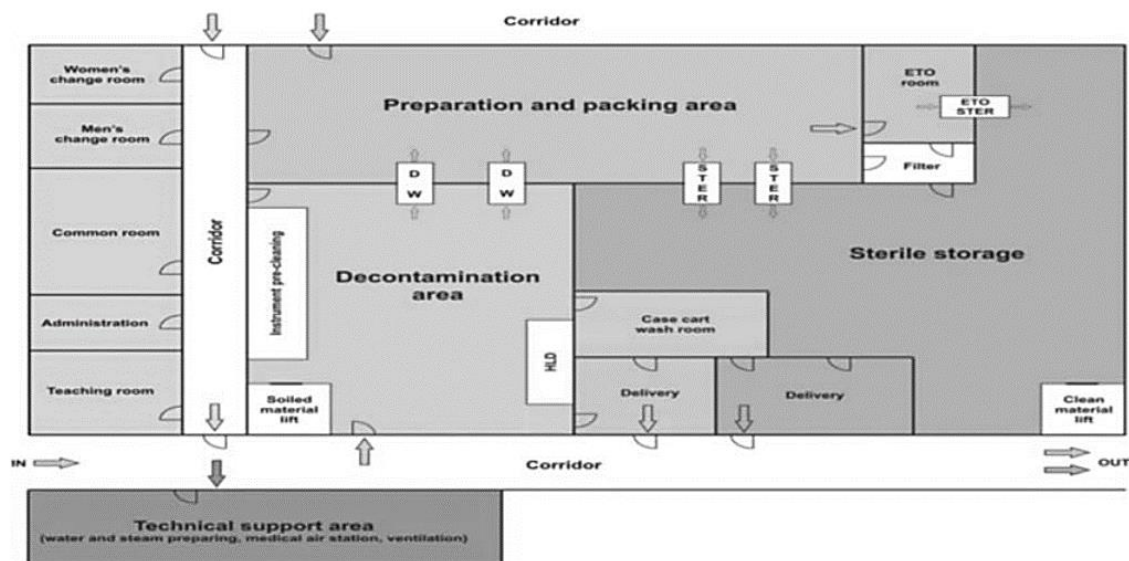 Corridor
Women's
change room
Men's
change room
Common room
Administration
Teaching room
Corridor
Preparation and packing area
ETO
room
ETO
STER
Filter
D
W
D
W
STER
STER
Instrument pre-cleaning
Decontamination
area
Sterile storage
Case cart
wash room
HLD
Soiled
material
lift
Delivery
Delivery
Clean
material
lift
IN
Corridor
OUT
Technical support area
(water and steam preparing, medical air station, ventilation)